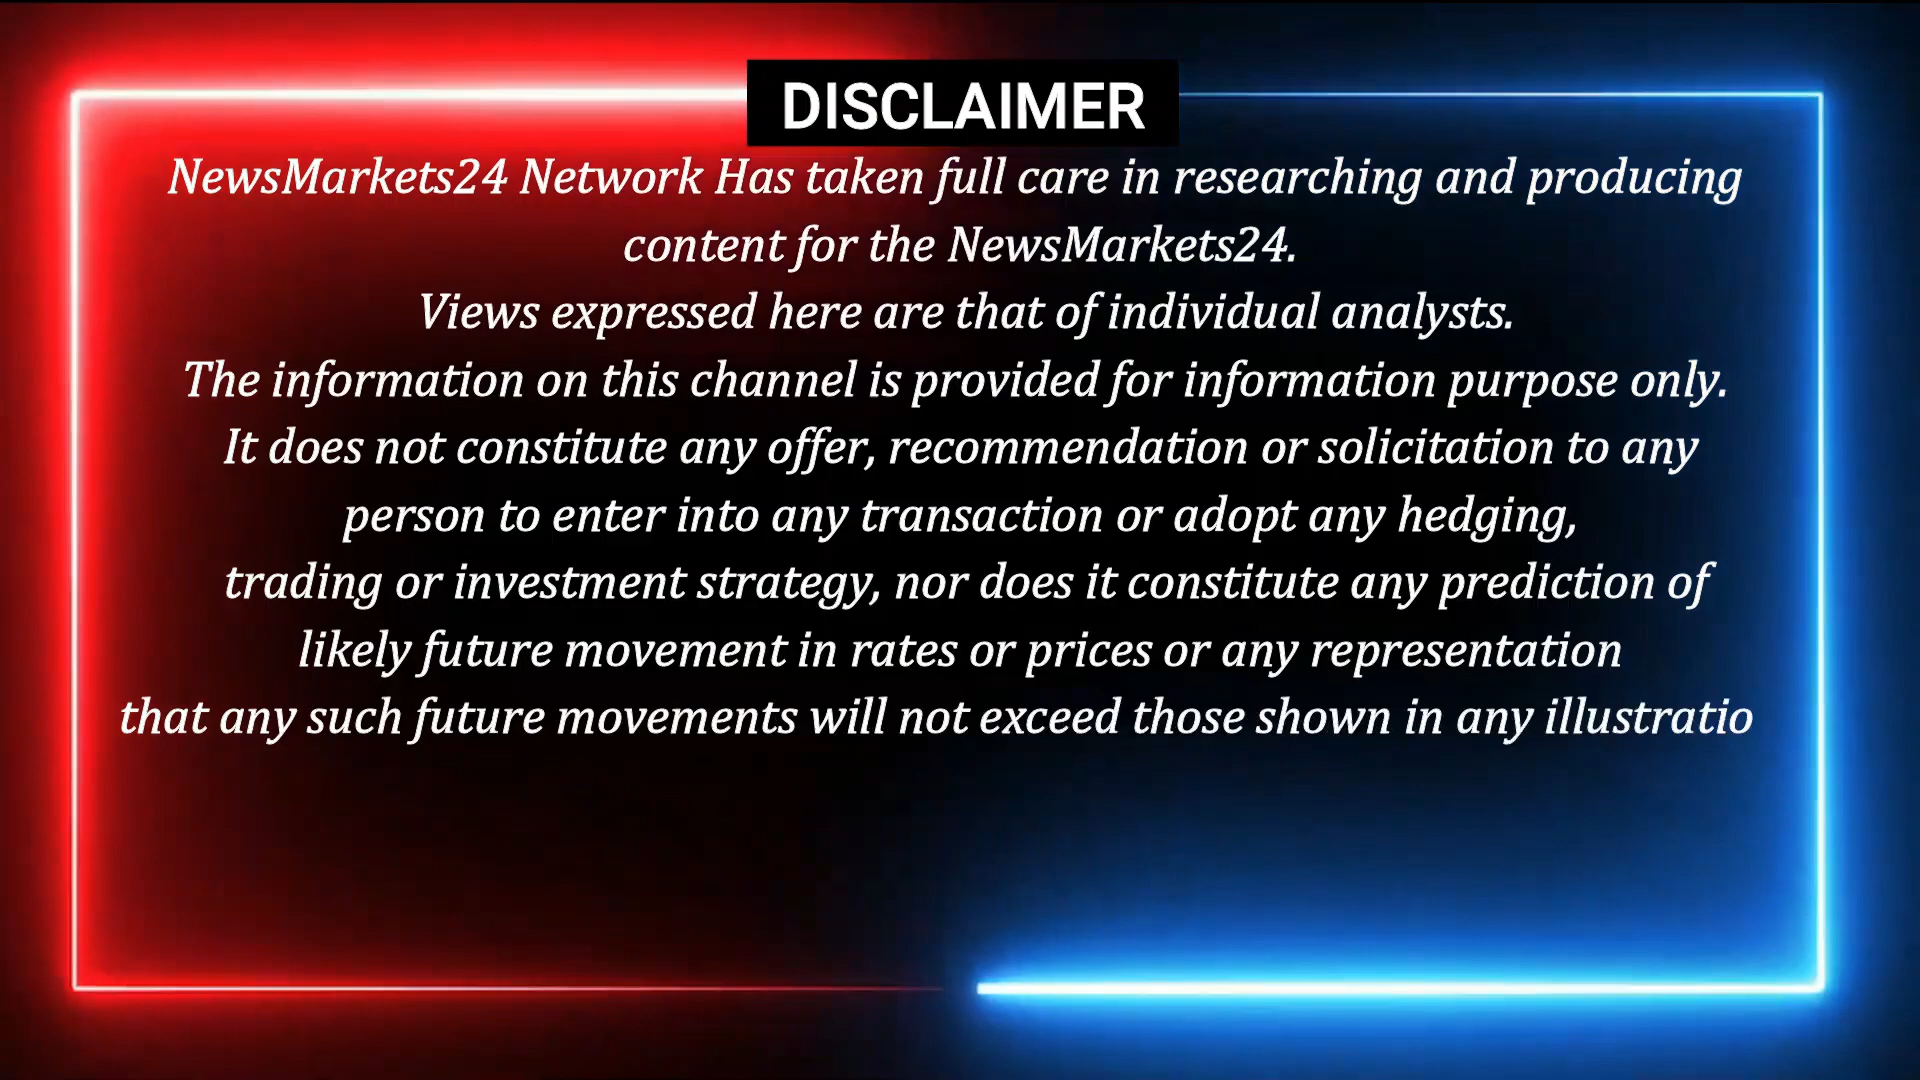 DISCLAIMER
NewsMarkets24 Network Has taken full care in researching and producing
content for the NewsMarkets24.
Views expressed here are that of individual analysts.
The information on this channel is provided for information purpose only.
It does not constitute any offer, recommendation or solicitation to any
person to enter into any transaction or adopt any hedging,
trading or investment strategy, nor does it constitute any prediction of
likely future movement in rates or prices or any representation
that any such future movements will not exceed those shown in any illustratio